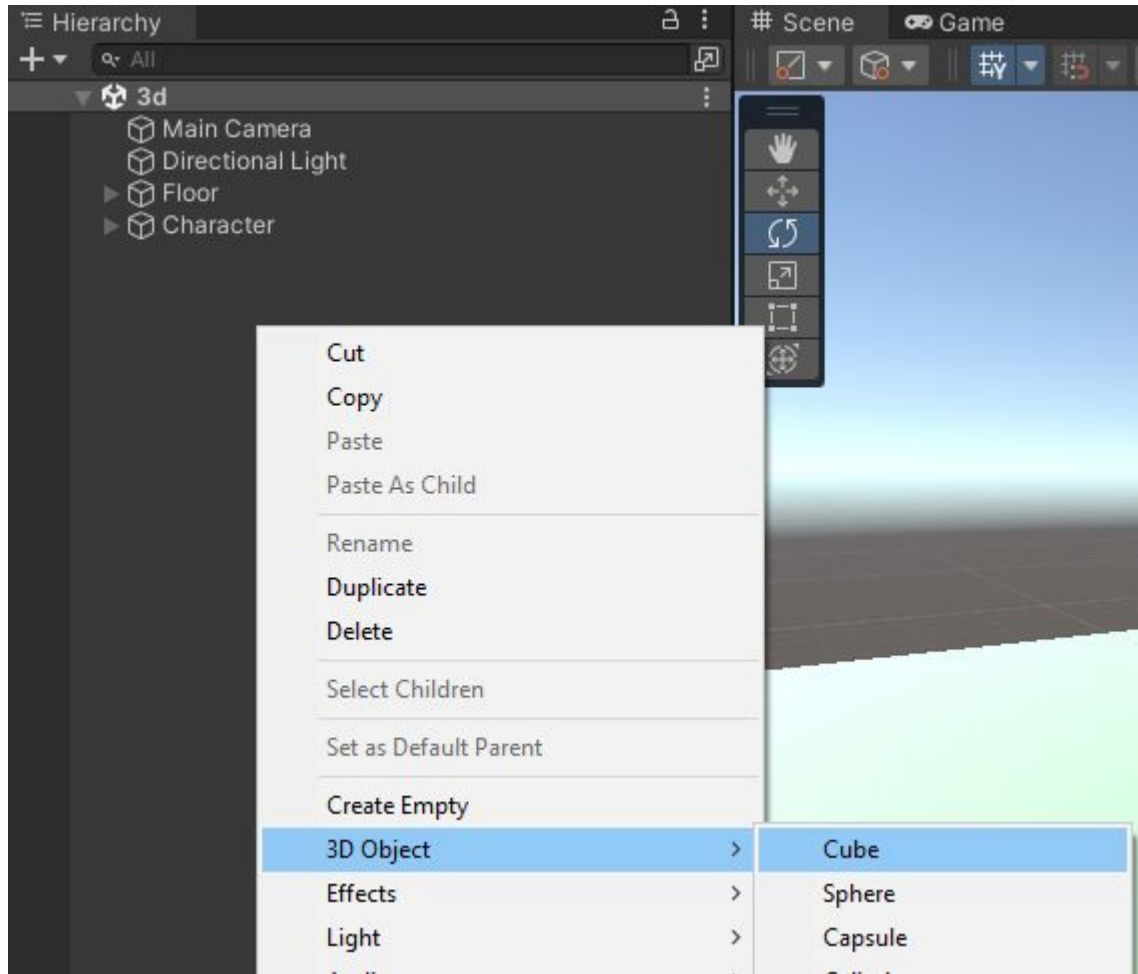 Hierarchy
Scene
Game
All
3d
Main Camera
Directional Light
Floor
Character
Cut
Copy
Paste
Paste As Child
Rename
Duplicate
Delete
Select Children
Set as Default Parent
Create Empty
3D Object
Cube
Effects
Sphere
Light
Capsule